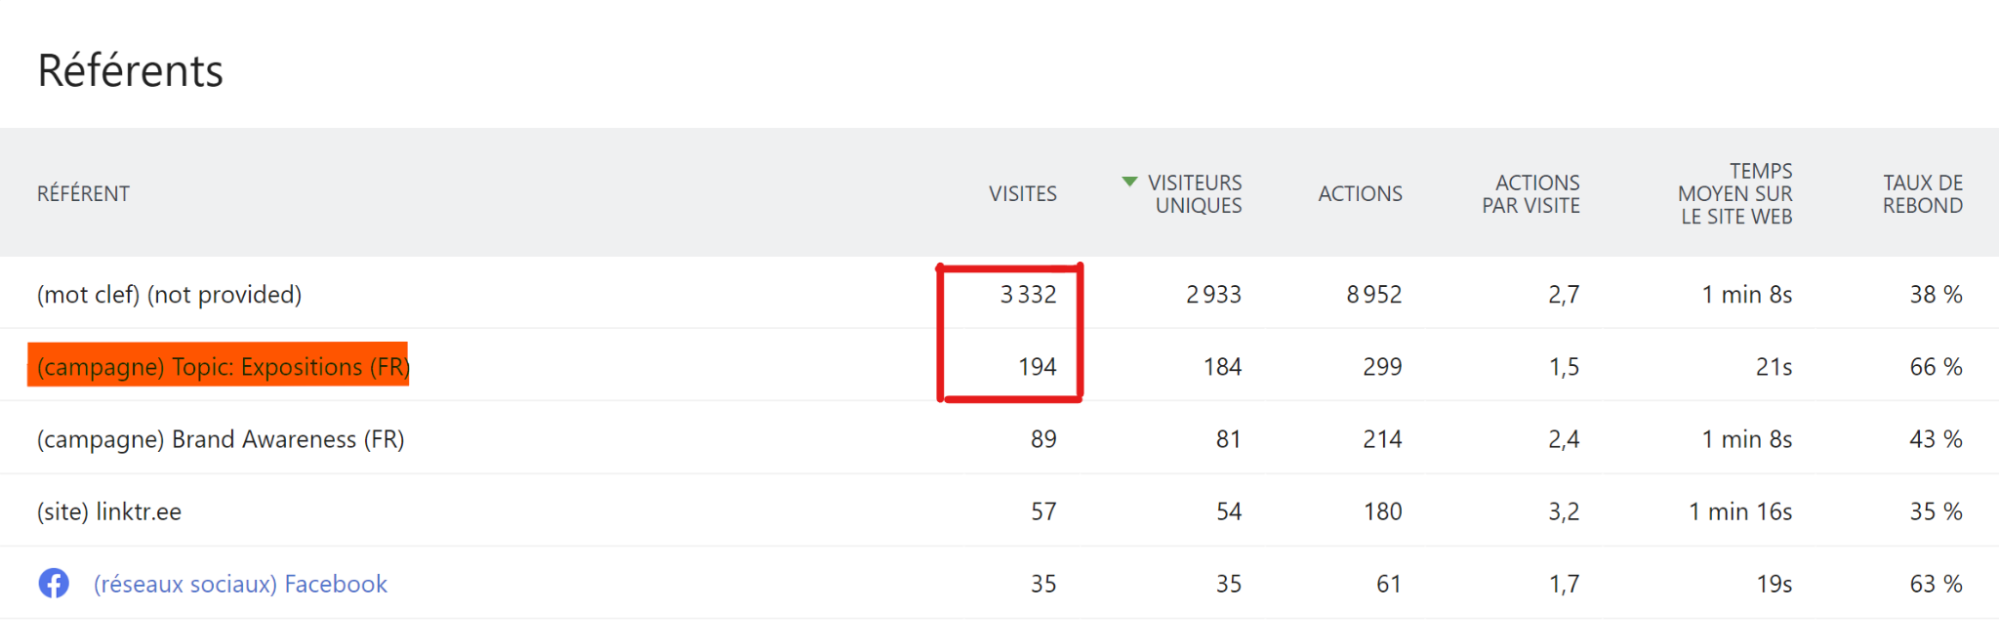 Référents
RÉFÉRENT VISITES VISITEURS UNIQUES ACTIONS ACTIONS PAR VISITE TEMPS MOYEN SUR LE SITE WEB TAUX DE REBOND
(mot clef) (not provided) 3 332 2 933 8 952 2,7 1 min 8s 38 %
(campagne) Topic: Expositions (FR) 194 184 299 1,5 21s 66 %
(campagne) Brand Awareness (FR) 89 81 214 2,4 1 min 8s 43 %
(site) linktr.ee 57 54 180 3,2 1 min 16s 35 %
(réseaux sociaux) Facebook 35 35 61 1,7 19s 63 %